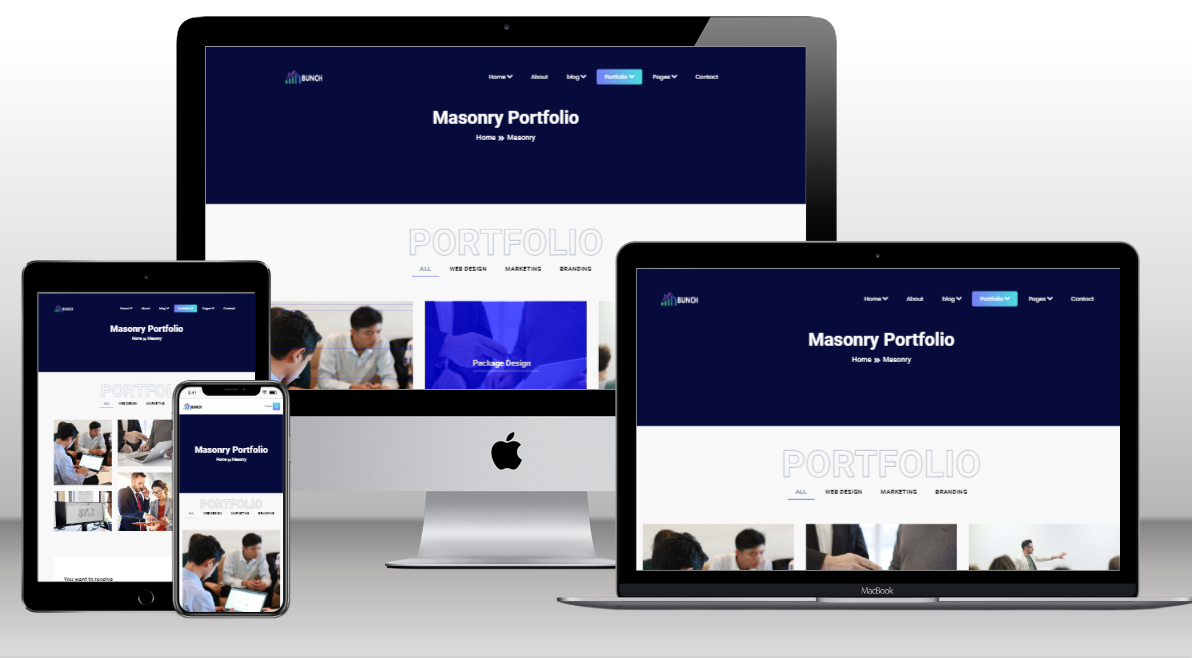 BUNCH
Home About blog Portfolio Pages Contact
Masonry Portfolio
Home » Masonry
PORTFOLIO
ALL WEB DESIGN MARKETING BRANDING
Package Design
BUNCH
Home About blog Portfolio Pages Contact
Masonry Portfolio
Home » Masonry
PORTFOLIO
ALL WEB DESIGN MARKETING BRANDING
MacBook
BUNCH
Home About blog Portfolio Pages Contact
Masonry Portfolio
Home » Masonry
PORTFOL
ALL WEB DESIGN MARKETING
You want to receive
9:41
BUNCH
Masonry Portfolio
Home » Masonry
PORTFOLIO
ALL WEB DESIGN MARKETING BRANDING